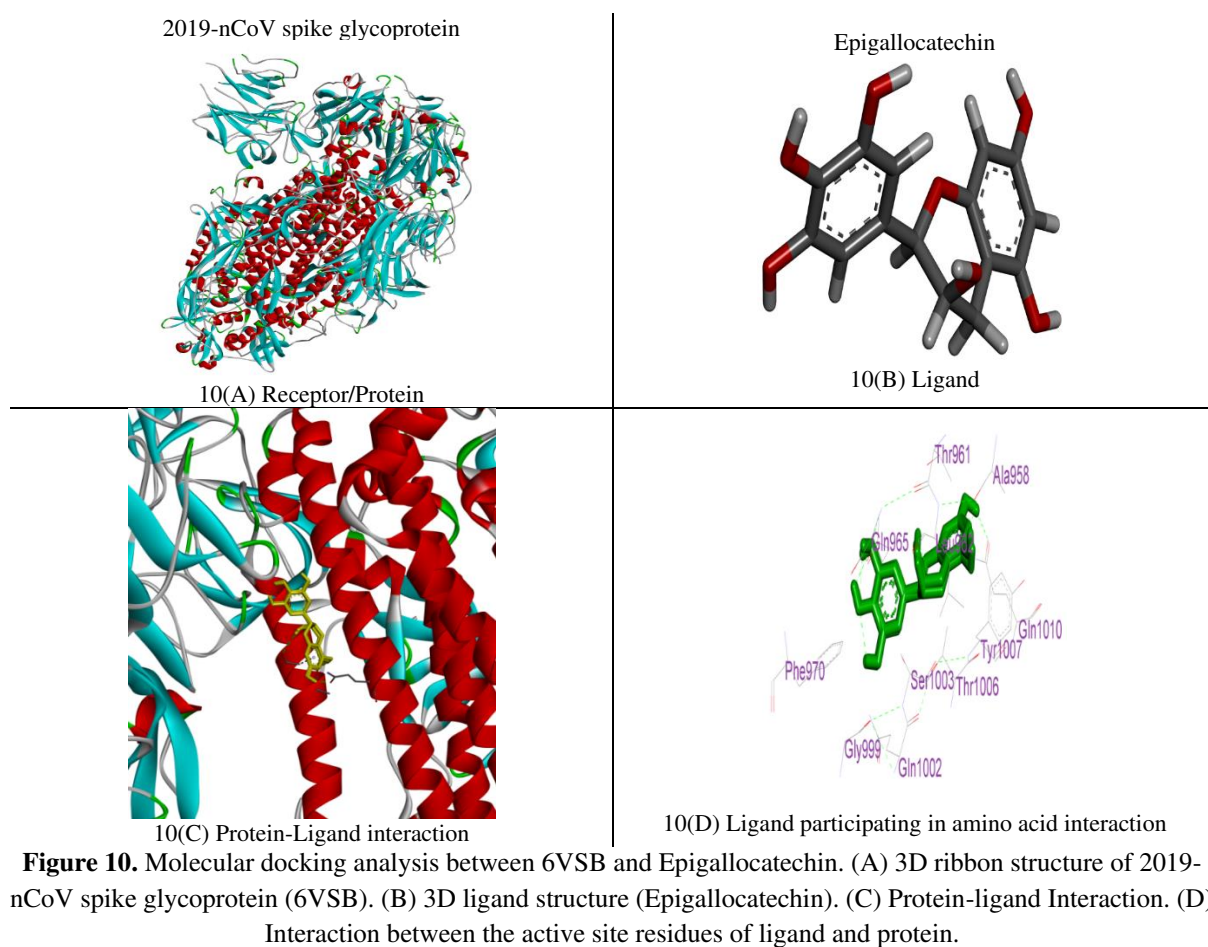 2019-nCoV spike glycoprotein
10(A) Receptor/Protein
Epigallocatechin
10(B) Ligand
10(C) Protein-Ligand interaction
Thr961
Ala958
Gln965
Gln1010
Tyr1007
Phe970
Ser1003
Thr1006
Gly999
Gln1002
10(D) Ligand participating in amino acid interaction
Figure 10. Molecular docking analysis between 6VSB and Epigallocatechin. (A) 3D ribbon structure of 2019-
nCoV spike glycoprotein (6VSB). (B) 3D ligand structure (Epigallocatechin). (C) Protein-ligand Interaction. (D)
Interaction between the active site residues of ligand and protein.